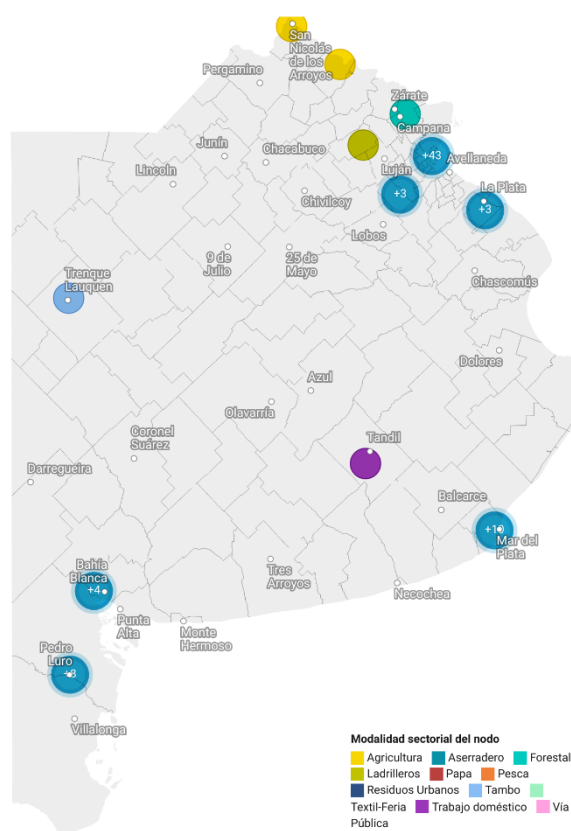 San
Nicolás
de los
Arroyos
Pergamino
Zárate
Campana
Junín
Chacabuco
+43
Avellaneda
Lincoln
Luján
+3
La Plata
+3
Chivilcoy
Lobos
9 de
Julio
25 de
Mayo
Trenque
Lauquen
Chascomús
Dolores
Azul
Olavarría
Coronel
Suárez
Tandil
Darregueira
Balcarce
+10
Mar del
Plata
Bahía
Blanca
+4
Tres
Arroyos
Necochea
Punta
Alta
Monte
Hermoso
Pedro
Luro
+3
Villalonga
Modalidad sectorial del nodo
Agricultura Aserradero Forestal
Ladrilleros Papa Pesca
Residuos Urbanos Tambo
Textil-Feria Trabajo doméstico Vía
Pública